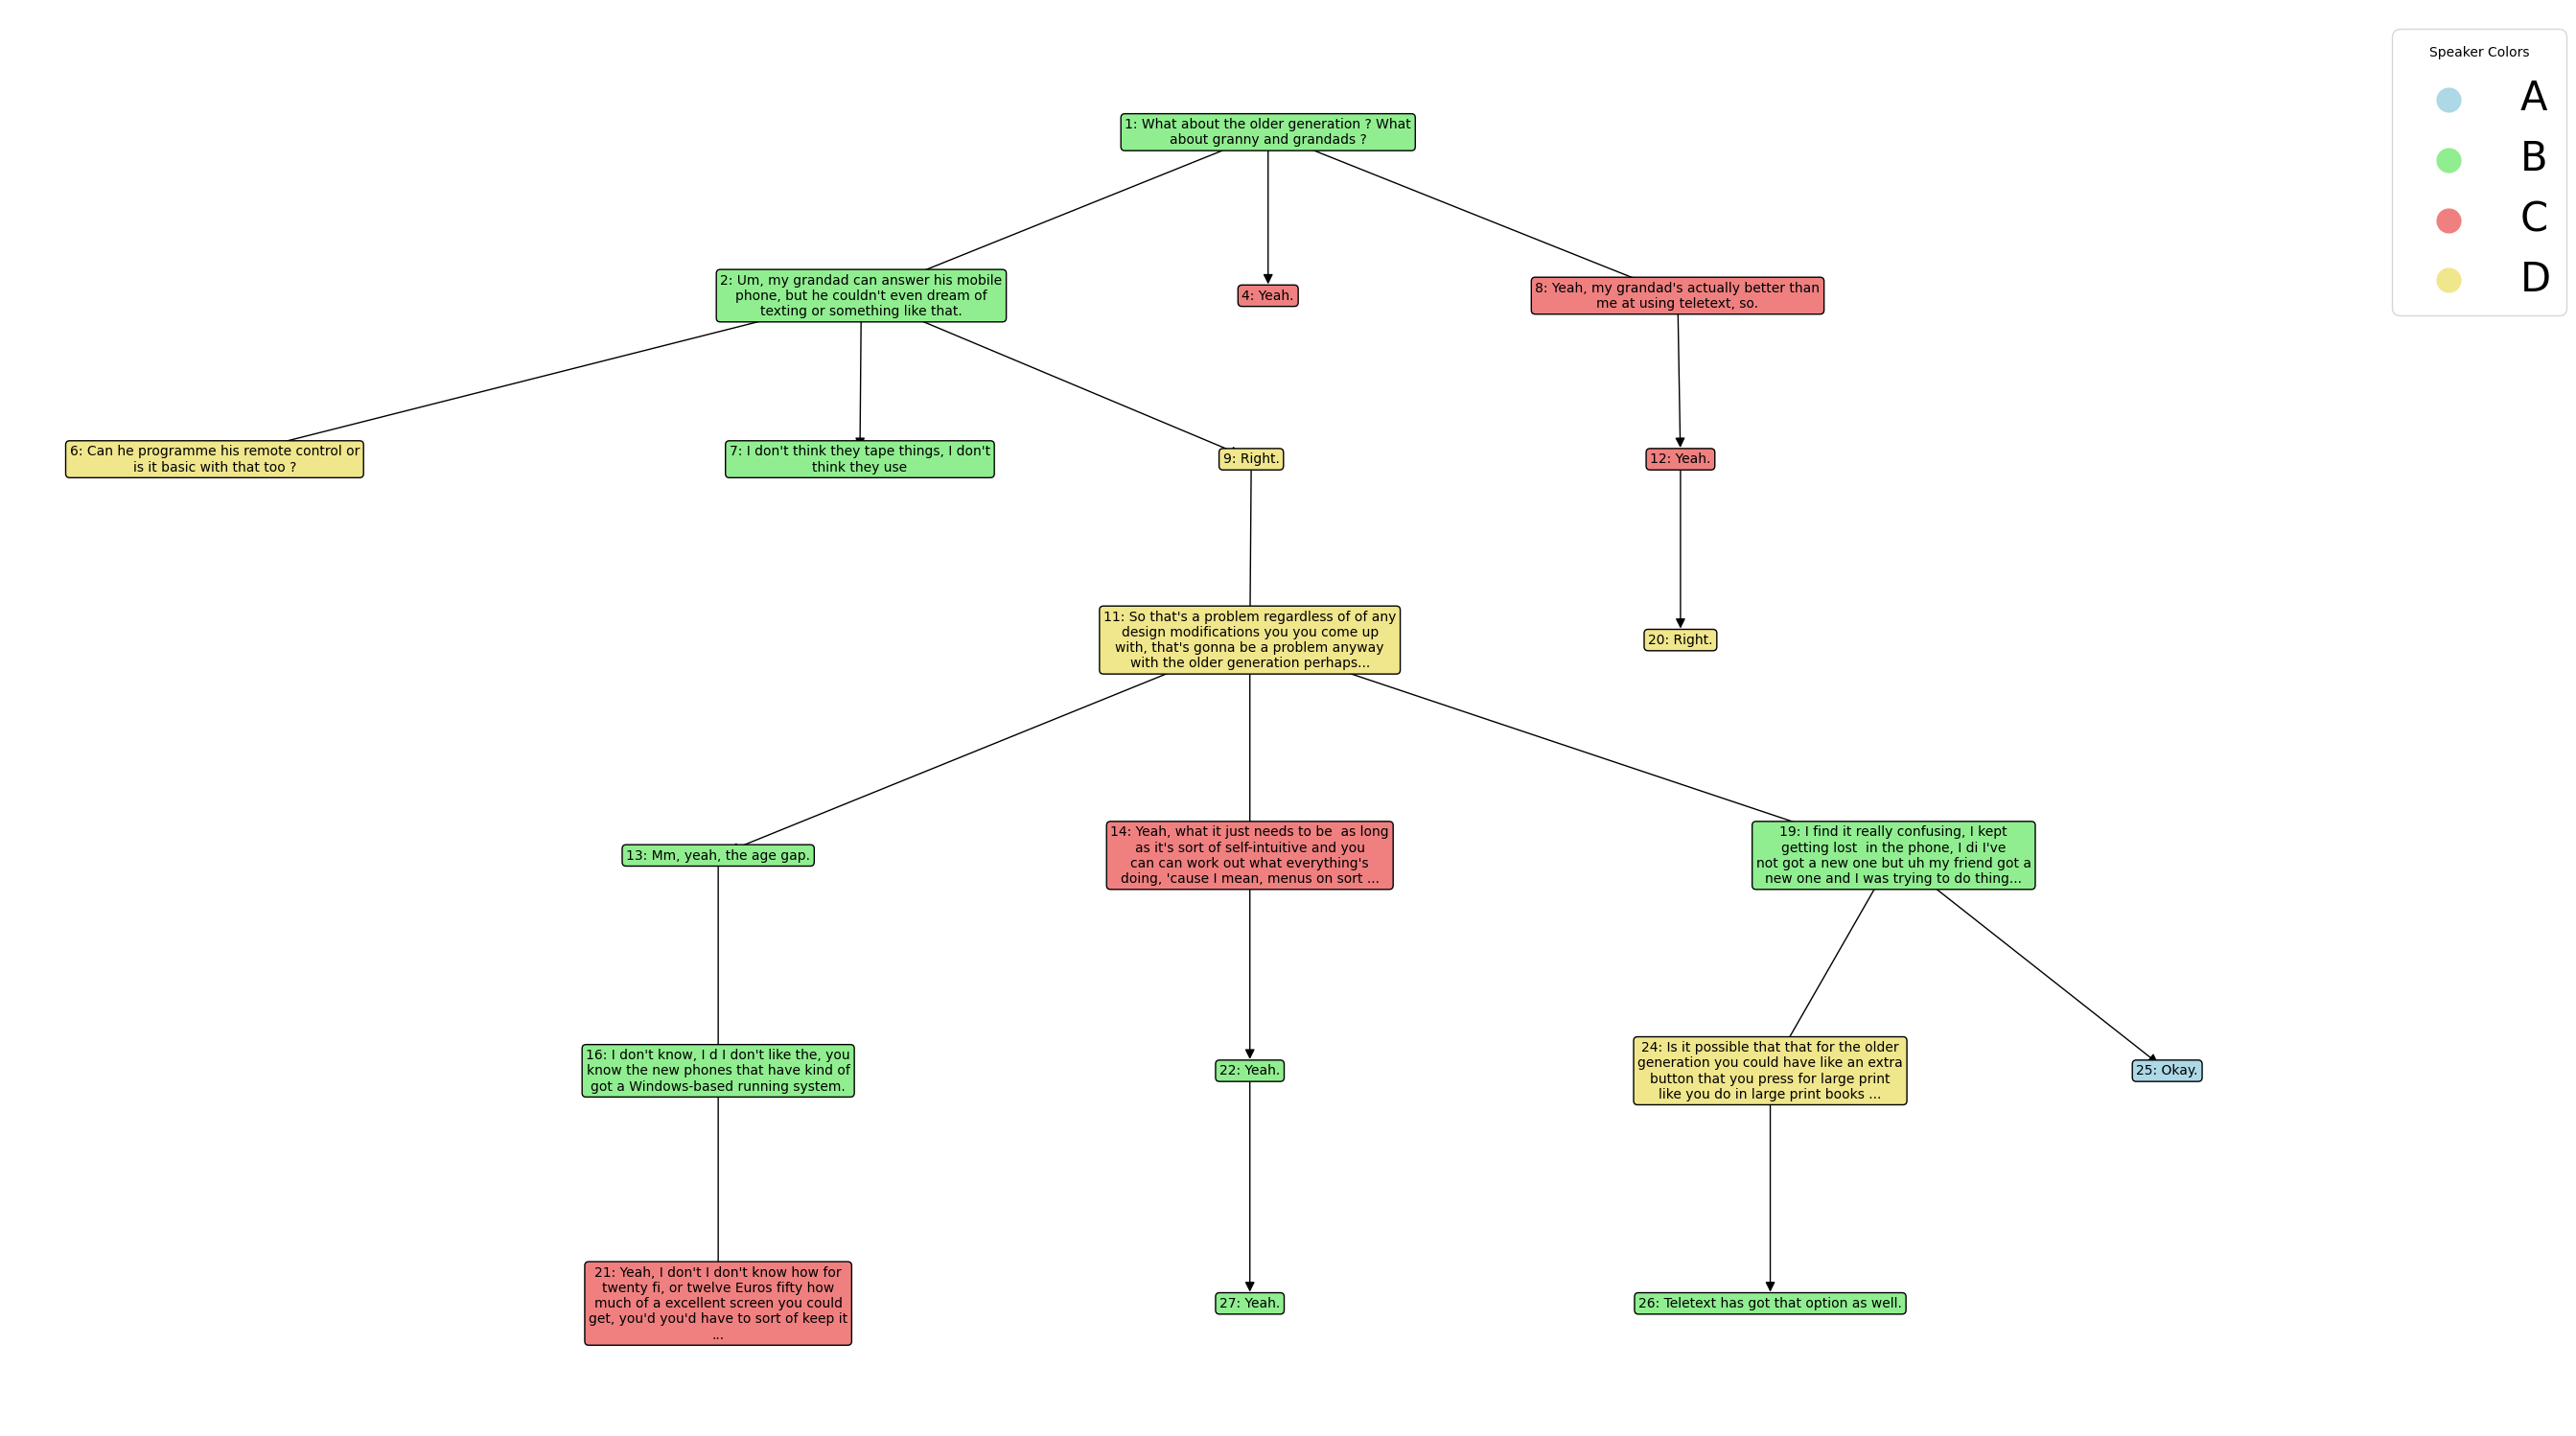 Speaker Colors
A
B
C
D
1: What about the older generation ? What
about granny and grandads ?
2: Um, my grandad can answer his mobile
phone, but he couldn't even dream of
texting or something like that.
4: Yeah.
8: Yeah, my grandad's actually better than
me at using teletext, so.
6: Can he programme his remote control or
is it basic with that too ?
7: I don't think they tape things, I don't
think they use
9: Right.
12: Yeah.
11: So that's a problem regardless of of any
design modifications you you come up
with, that's gonna be a problem anyway
with the older generation perhaps...
20: Right.
13: Mm, yeah, the age gap.
14: Yeah, what it just needs to be  as long
as it's sort of self-intuitive and you
can can work out what everything's
doing, 'cause I mean, menus on sort ...
19: I find it really confusing, I kept
getting lost  in the phone, I di I've
not got a new one but uh my friend got a
new one and I was trying to do thing...
16: I don't know, I d I don't like the, you
know the new phones that have kind of
got a Windows-based running system.
22: Yeah.
24: Is it possible that that for the older
generation you could have like an extra
button that you press for large print
like you do in large print books ...
25: Okay.
21: Yeah, I don't I don't know how for
twenty fi, or twelve Euros fifty how
much of a excellent screen you could
get, you'd you'd have to sort of keep it
...
27: Yeah.
26: Teletext has got that option as well.